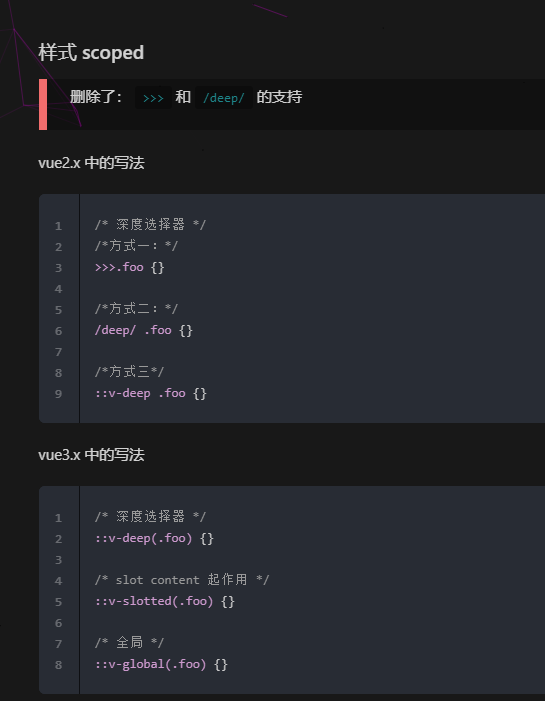 样式 scoped
删除了: >>> 和 /deep/ 的支持
vue2.x 中的写法
1 /* 深度选择器 */
2 /*方式一: */
3 >>>.foo {}
4
5 /*方式二: */
6 /deep/ .foo {}
7
8 /*方式三*/
9 ::v-deep .foo {}
vue3.x 中的写法
1 /* 深度选择器 */
2 ::v-deep(.foo) {}
3
4 /* slot content 起作用 */
5 ::v-slotted(.foo) {}
6
7 /* 全局 */
8 ::v-global(.foo) {}